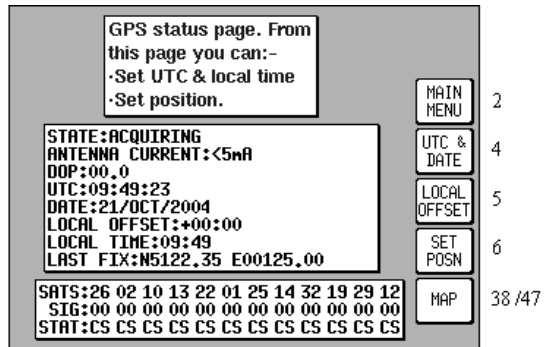 GPS status page. From
this page you can:-
·Set UTC & local time
·Set position.
MAIN
MENU
2
UTC &
DATE
4
LOCAL
OFFSET
5
SET
POSN
6
MAP
38/47
STATE:ACQUIRING
ANTENNA CURRENT:<5mA
DOP:00.0
UTC:09:49:23
DATE:21/OCT/2004
LOCAL OFFSET:+00:00
LOCAL TIME:09:49
LAST FIX:N5122.35 E00125.00
SATS:26 02 10 13 22 01 25 14 32 19 29 12
SIG:00 00 00 00 00 00 00 00 00 00 00 00
STAT:CS CS CS CS CS CS CS CS CS CS CS CS